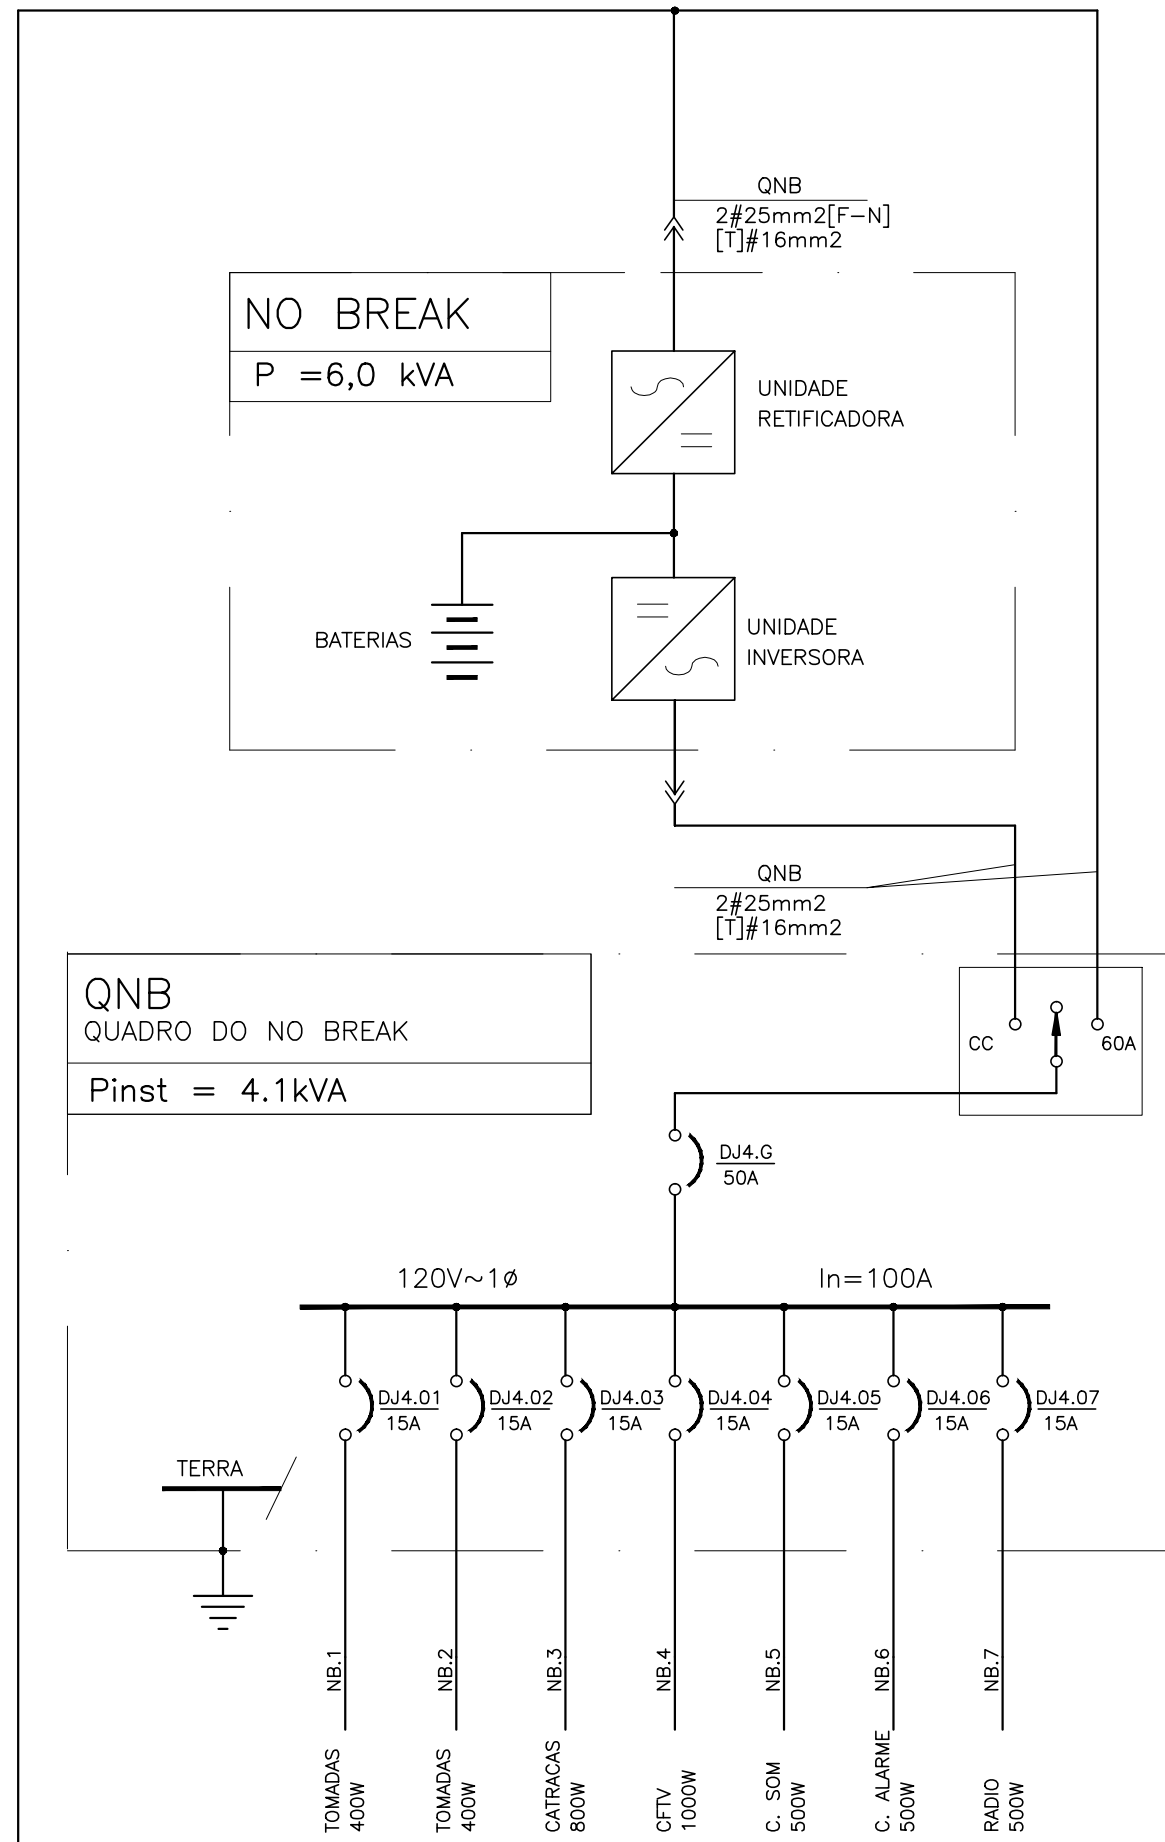 QNB
2#25mm2[F-N]
[T]#16mm2
NO BREAK
P =6,0 kVA
UNIDADE
RETIFICADORA
BATERIAS
UNIDADE
INVERSORA
QNB
2#25mm2
[T]#16mm2
QNB
QUADRO DO NO BREAK
Pinst = 4.1kVA
CC
60A
DJ4.G
50A
120V~1ø
In=100A
DJ4.01
15A
DJ4.02
15A
DJ4.03
15A
DJ4.04
15A
DJ4.05
15A
DJ4.06
15A
DJ4.07
15A
TERRA
NB.1
NB.2
NB.3
NB.4
NB.5
NB.6
NB.7
TOMADAS
400W
TOMADAS
400W
CATRACAS
800W
CFTV
1000W
C. SOM
500W
C. ALARME
500W
RADIO
500W